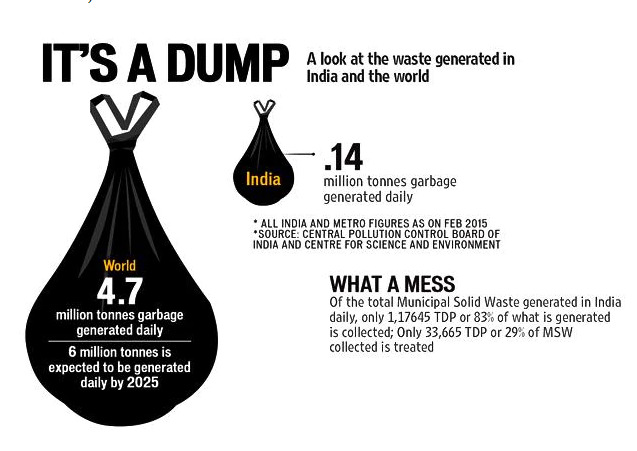 IT'S A DUMP
A look at the waste generated in
India and the world
India
.14
million tonnes garbage
generated daily
* ALL INDIA AND METRO FIGURES AS ON FEB 2015
*SOURCE: CENTRAL POLLUTION CONTROL BOARD OF
INDIA AND CENTRE FOR SCIENCE AND ENVIRONMENT
World
4.7
million tonnes garbage
generated daily
6 million tonnes is
expected to be generated
daily by 2025
WHAT A MESS
Of the total Municipal Solid Waste generated in India
daily, only 1,17645 TDP or 83% of what is generated
is collected; Only 33,665 TDP or 29% of MSW
collected is treated